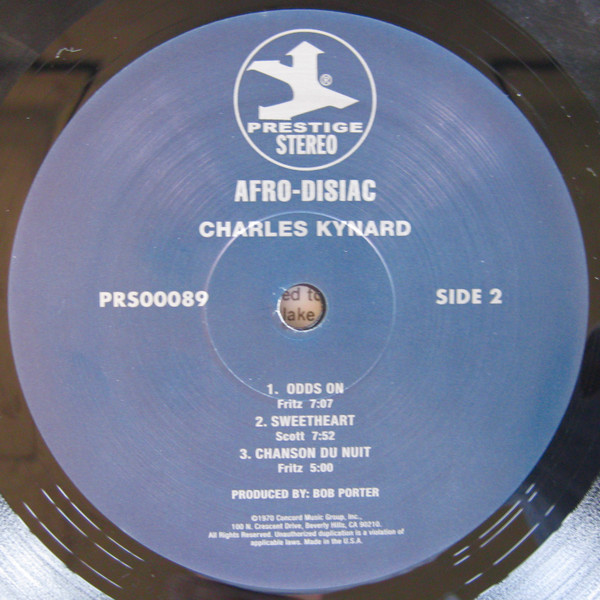 ®
PRESTIGE
STEREO
AFRO-DISIAC
CHARLES KYNARD
PRS00089 SIDE 2
ed to
lake
1. ODDS ON
Fritz 7:07
2. SWEETHEART
Scott 7:52
3. CHANSON DU NUIT
Fritz 5:00
PRODUCED BY: BOB PORTER
©1970 Concord Music Group, Inc.,
100 N. Crescent Drive, Beverly Hills, CA 90210.
All Rights Reserved. Unauthorized duplication is a violation of
applicable laws. Made in the U.S.A.